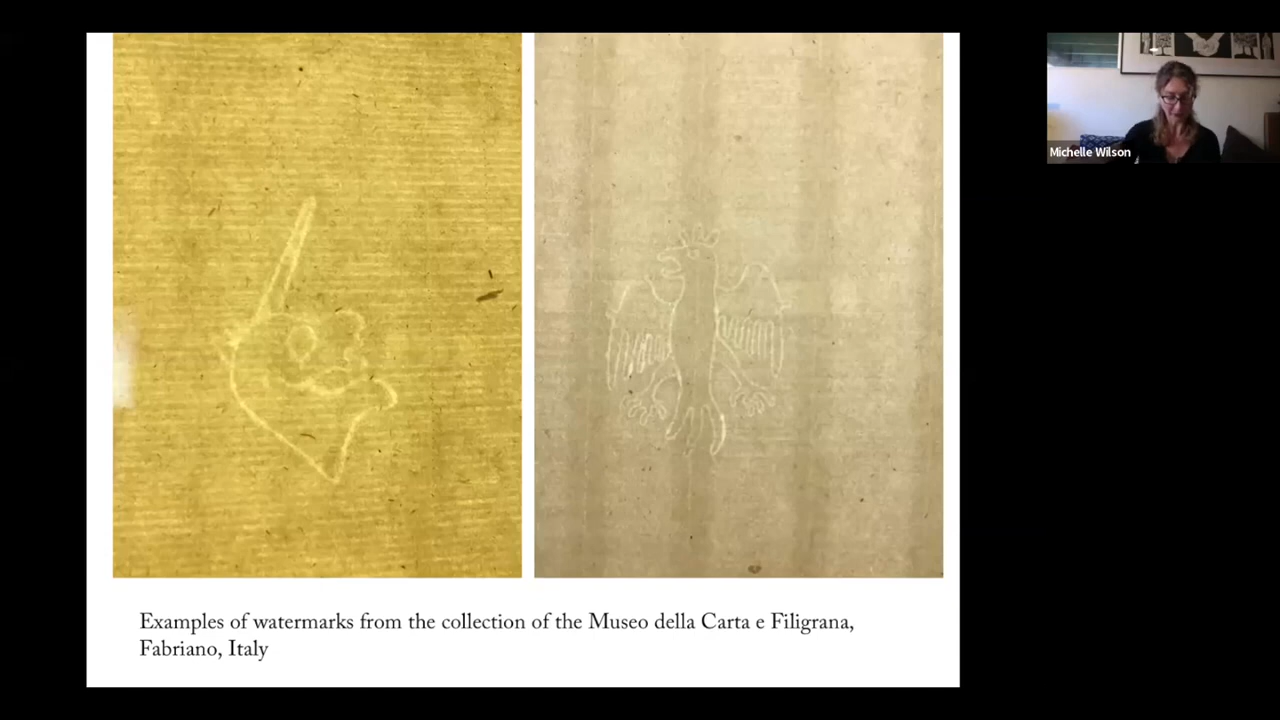 Michelle Wilson
Examples of watermarks from the collection of the Museo della Carta e Filigrana,
Fabriano, Italy